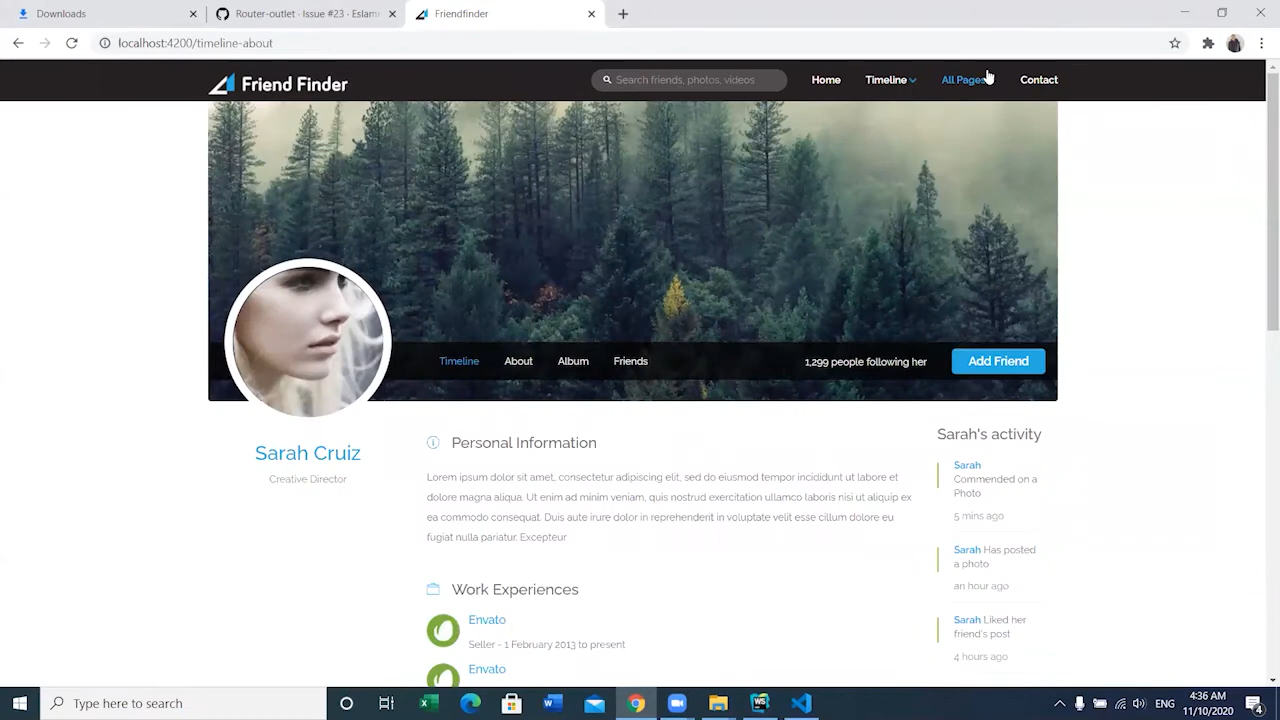 Downloads
Router-outlet · Issue #23 · Eslam
Friendfinder
localhost:4200/timeline-about
Friend Finder
Search friends, photos, videos
Home
Timeline
All Pages
Contact
Timeline
About
Album
Friends
1,299 people following her
Add Friend
Sarah Cruiz
Creative Director
Personal Information
Lorem ipsum dolor sit amet, consectetur adipiscing elit, sed do eiusmod tempor incididunt ut labore et
dolore magna aliqua. Ut enim ad minim veniam, quis nostrud exercitation ullamco laboris nisi ut aliquip ex
ea commodo consequat. Duis aute irure dolor in reprehenderit in voluptate velit esse cillum dolore eu
fugiat nulla pariatur. Excepteur
Work Experiences
Envato
Seller - 1 February 2013 to present
Envato
Sarah's activity
Sarah
Commended on a
Photo
5 mins ago
Sarah Has posted
a photo
an hour ago
Sarah Liked her
friend's post
4 hours ago
Type here to search
ENG
4:36 AM
11/10/2020
4